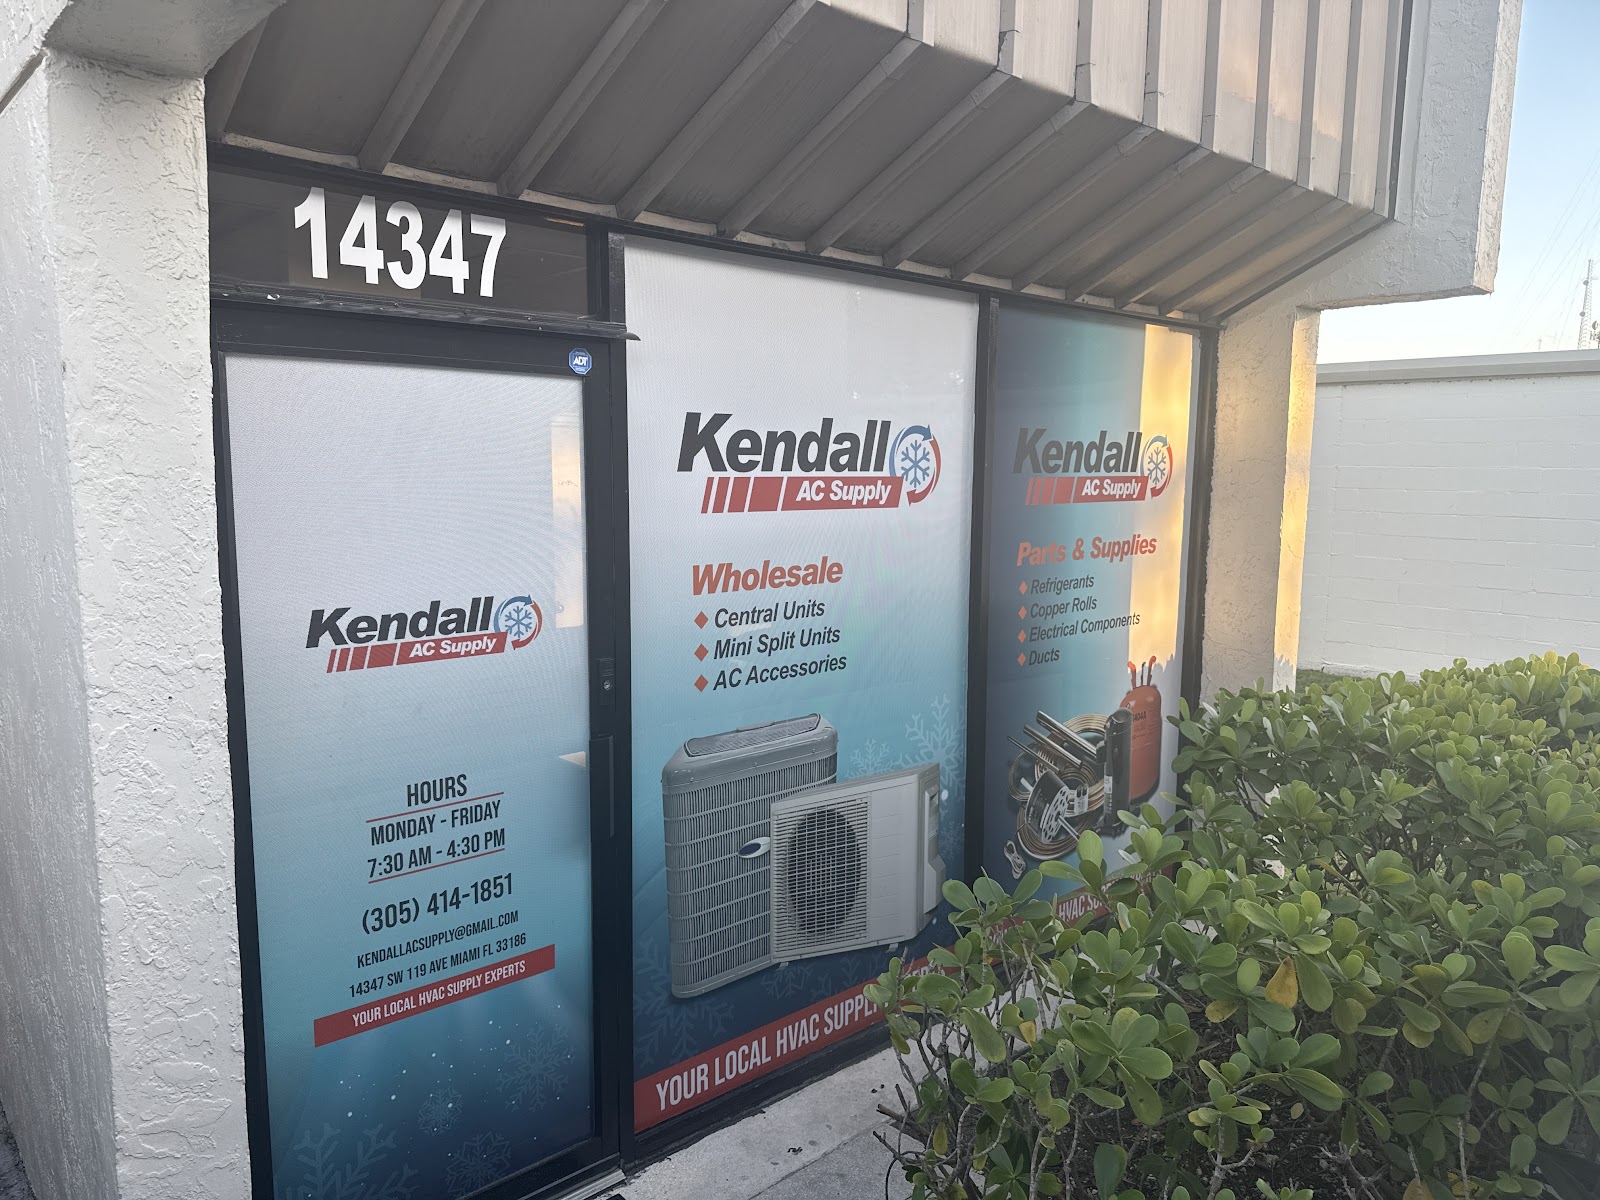 14347
ADT
Kendall
AC Supply
HOURS
MONDAY - FRIDAY
7:30 AM - 4:30 PM
(305) 414-1851
KENDALLACSUPPLY@GMAIL.COM
14347 SW 119 AVE MIAMI FL 33186
YOUR LOCAL HVAC SUPPLY EXPERTS
Kendall
AC Supply
Wholesale
Central Units
Mini Split Units
AC Accessories
YOUR LOCAL HVAC SUPPLY
Kendall
AC Supply
Parts & Supplies
Refrigerants
Copper Rolls
Electrical Components
Ducts
HVAC